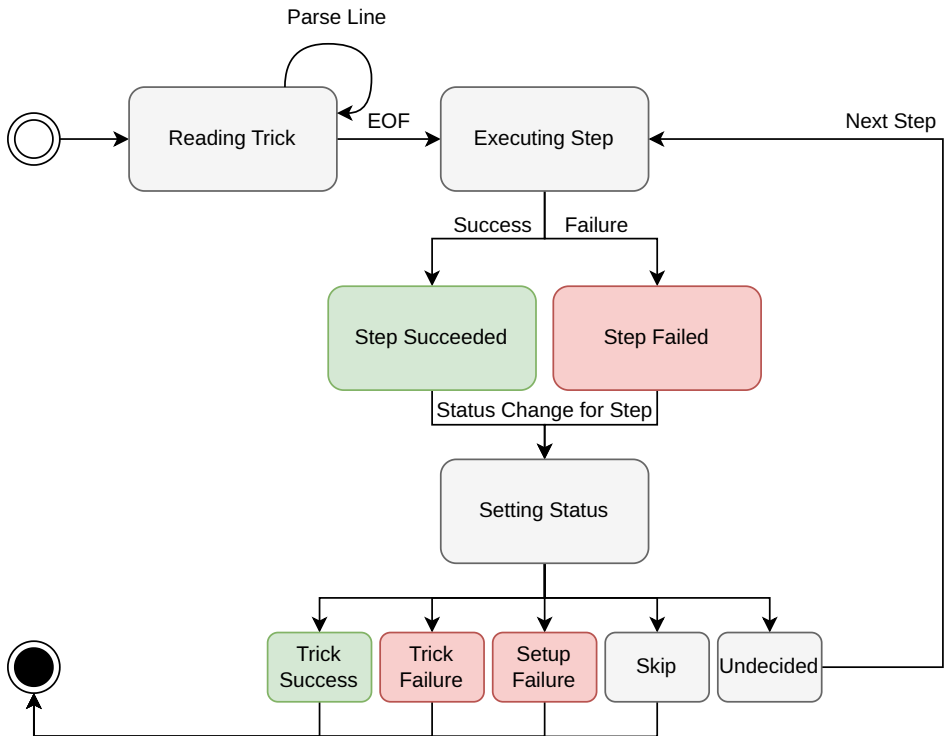 Parse Line
Reading Trick
EOF
Executing Step
Next Step
Success
Failure
Step Succeeded
Step Failed
Status Change for Step
Setting Status
Trick
Success
Trick
Failure
Setup
Failure
Skip
Undecided